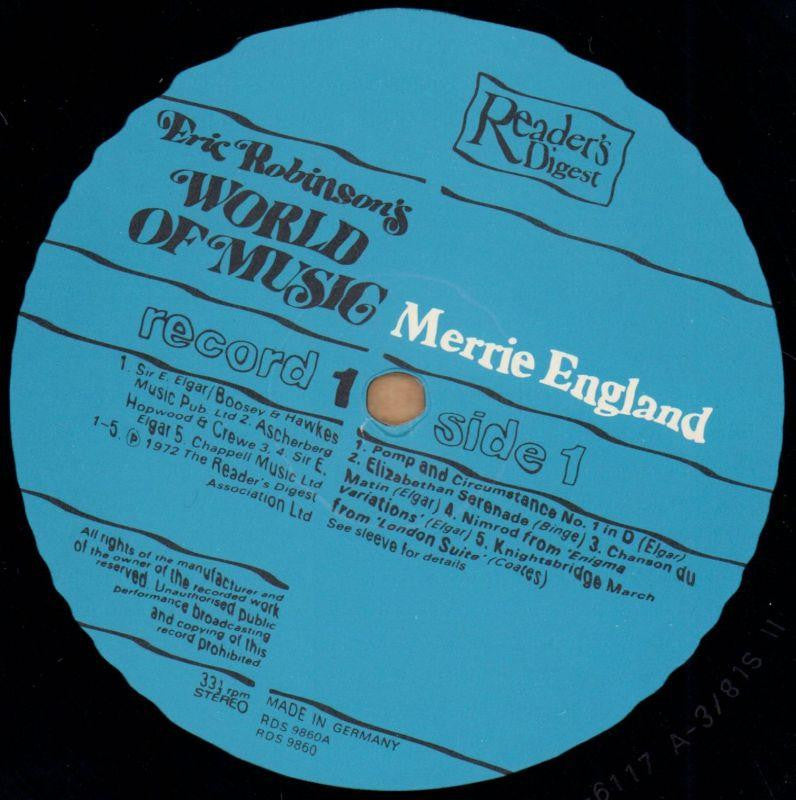 Reader's
Digest
Eric Robinson's
WORLD
OF MUSIC
Merrie England
record 1
side 1
1. Sir E. Elgar/Boosey & Hawkes
Music Pub. Ltd 2. Ascherberg
Hopwood & Crewe 3, 4. Sir E.
Elgar 5. Chappell Music Ltd
1-5. ℗ 1972 The Reader's Digest
Association Ltd
1. Pomp and Circumstance No. 1 in D (Elgar)
2. Elizabethan Serenade (Binge) 3. Chanson du
Matin (Elgar) 4. Nimrod from 'Enigma
Variations' (Elgar) 5. Knightsbridge March
from 'London Suite' (Coates)
See sleeve for details
All rights of the manufacturer and
of the owner of the recorded work
reserved. Unauthorised public
performance broadcasting
and copying of this
record prohibited
33⅓ rpm
STEREO
MADE IN GERMANY
RDS 9860A
RDS 9860
6117 A-3/81S II